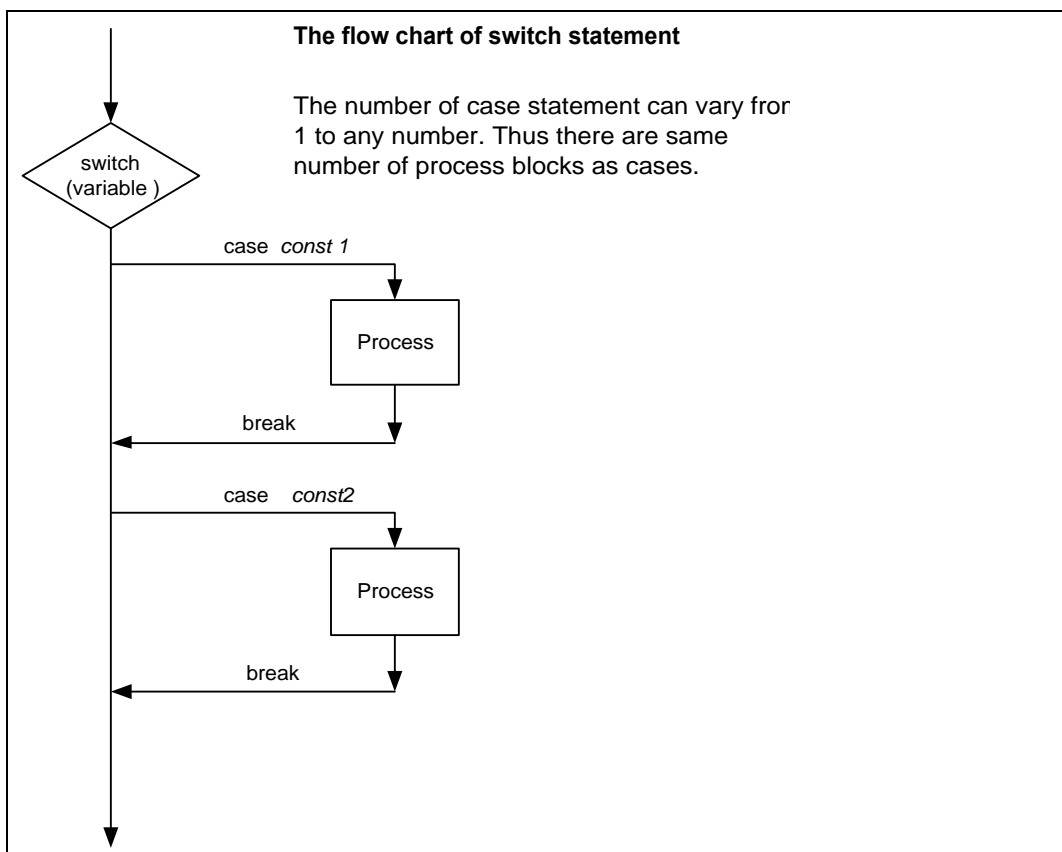 The flow chart of switch statement
The number of case statement can vary from
1 to any number. Thus there are same
number of process blocks as cases.
switch
(variable )
case const 1
Process
break
case const2
Process
break